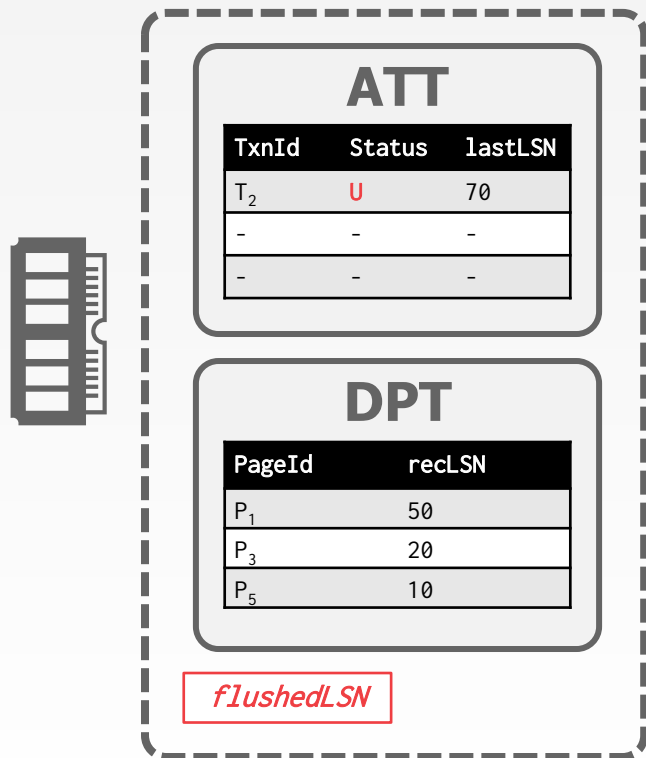 ATT
TxnId Status lastLSN
T₂ U 70
- - -
- - -
DPT
PageId recLSN
P₁ 50
P₃ 20
P₅ 10
flushedLSN